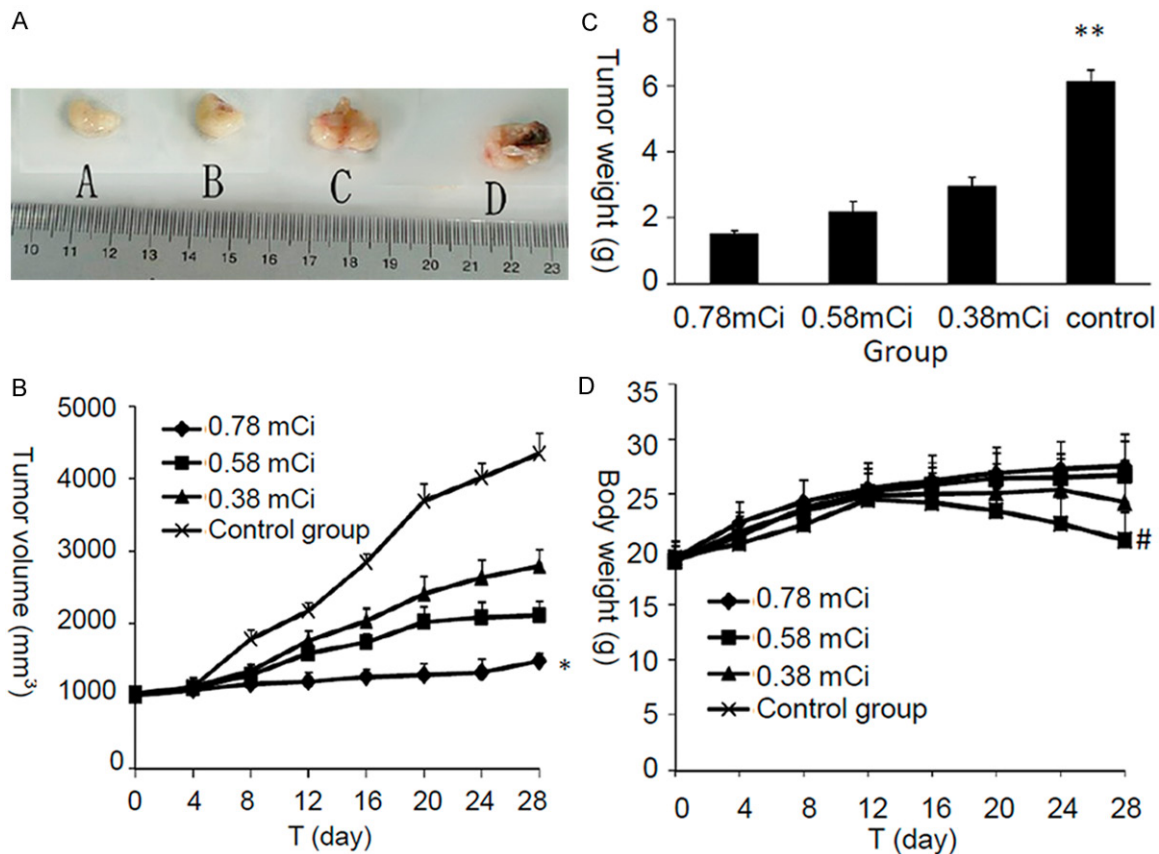 A
A
B
C
D
10 11 12 13 14 15 16 17 18 19 20 21 22 23
B
Tumor volume (mm³)
5000
4000
3000
2000
1000
0
0.78 mCi
0.58 mCi
0.38 mCi
Control group
*
0 4 8 12 16 20 24 28
T (day)
C
Tumor weight (g)
8
6
4
2
0
**
0.78mCi 0.58mCi 0.38mCi control
Group
D
Body weight (g)
35
30
25
20
15
10
5
0
0.78 mCi
0.58 mCi
0.38 mCi
Control group
#
0 4 8 12 16 20 24 28
T (day)